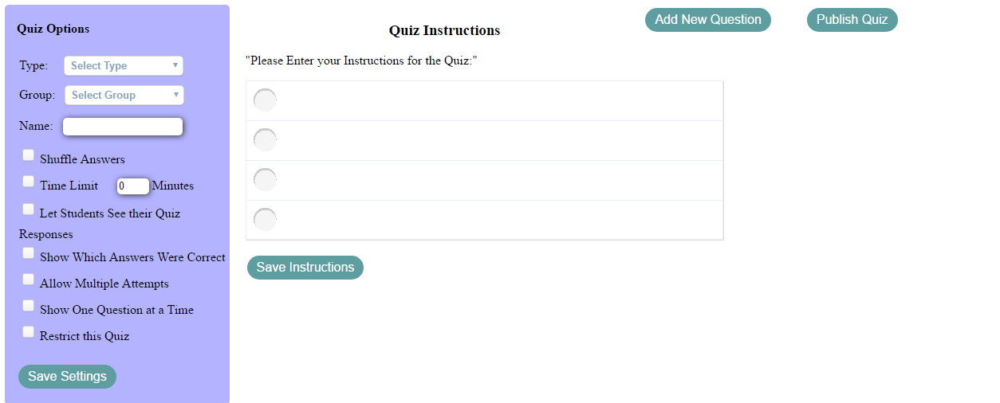 Quiz Options
Type: Select Type
Group: Select Group
Name:
Shuffle Answers
Time Limit 0 Minutes
Let Students See their Quiz
Responses
Show Which Answers Were Correct
Allow Multiple Attempts
Show One Question at a Time
Restrict this Quiz
Save Settings
Quiz Instructions
"Please Enter your Instructions for the Quiz:"
Save Instructions
Add New Question
Publish Quiz